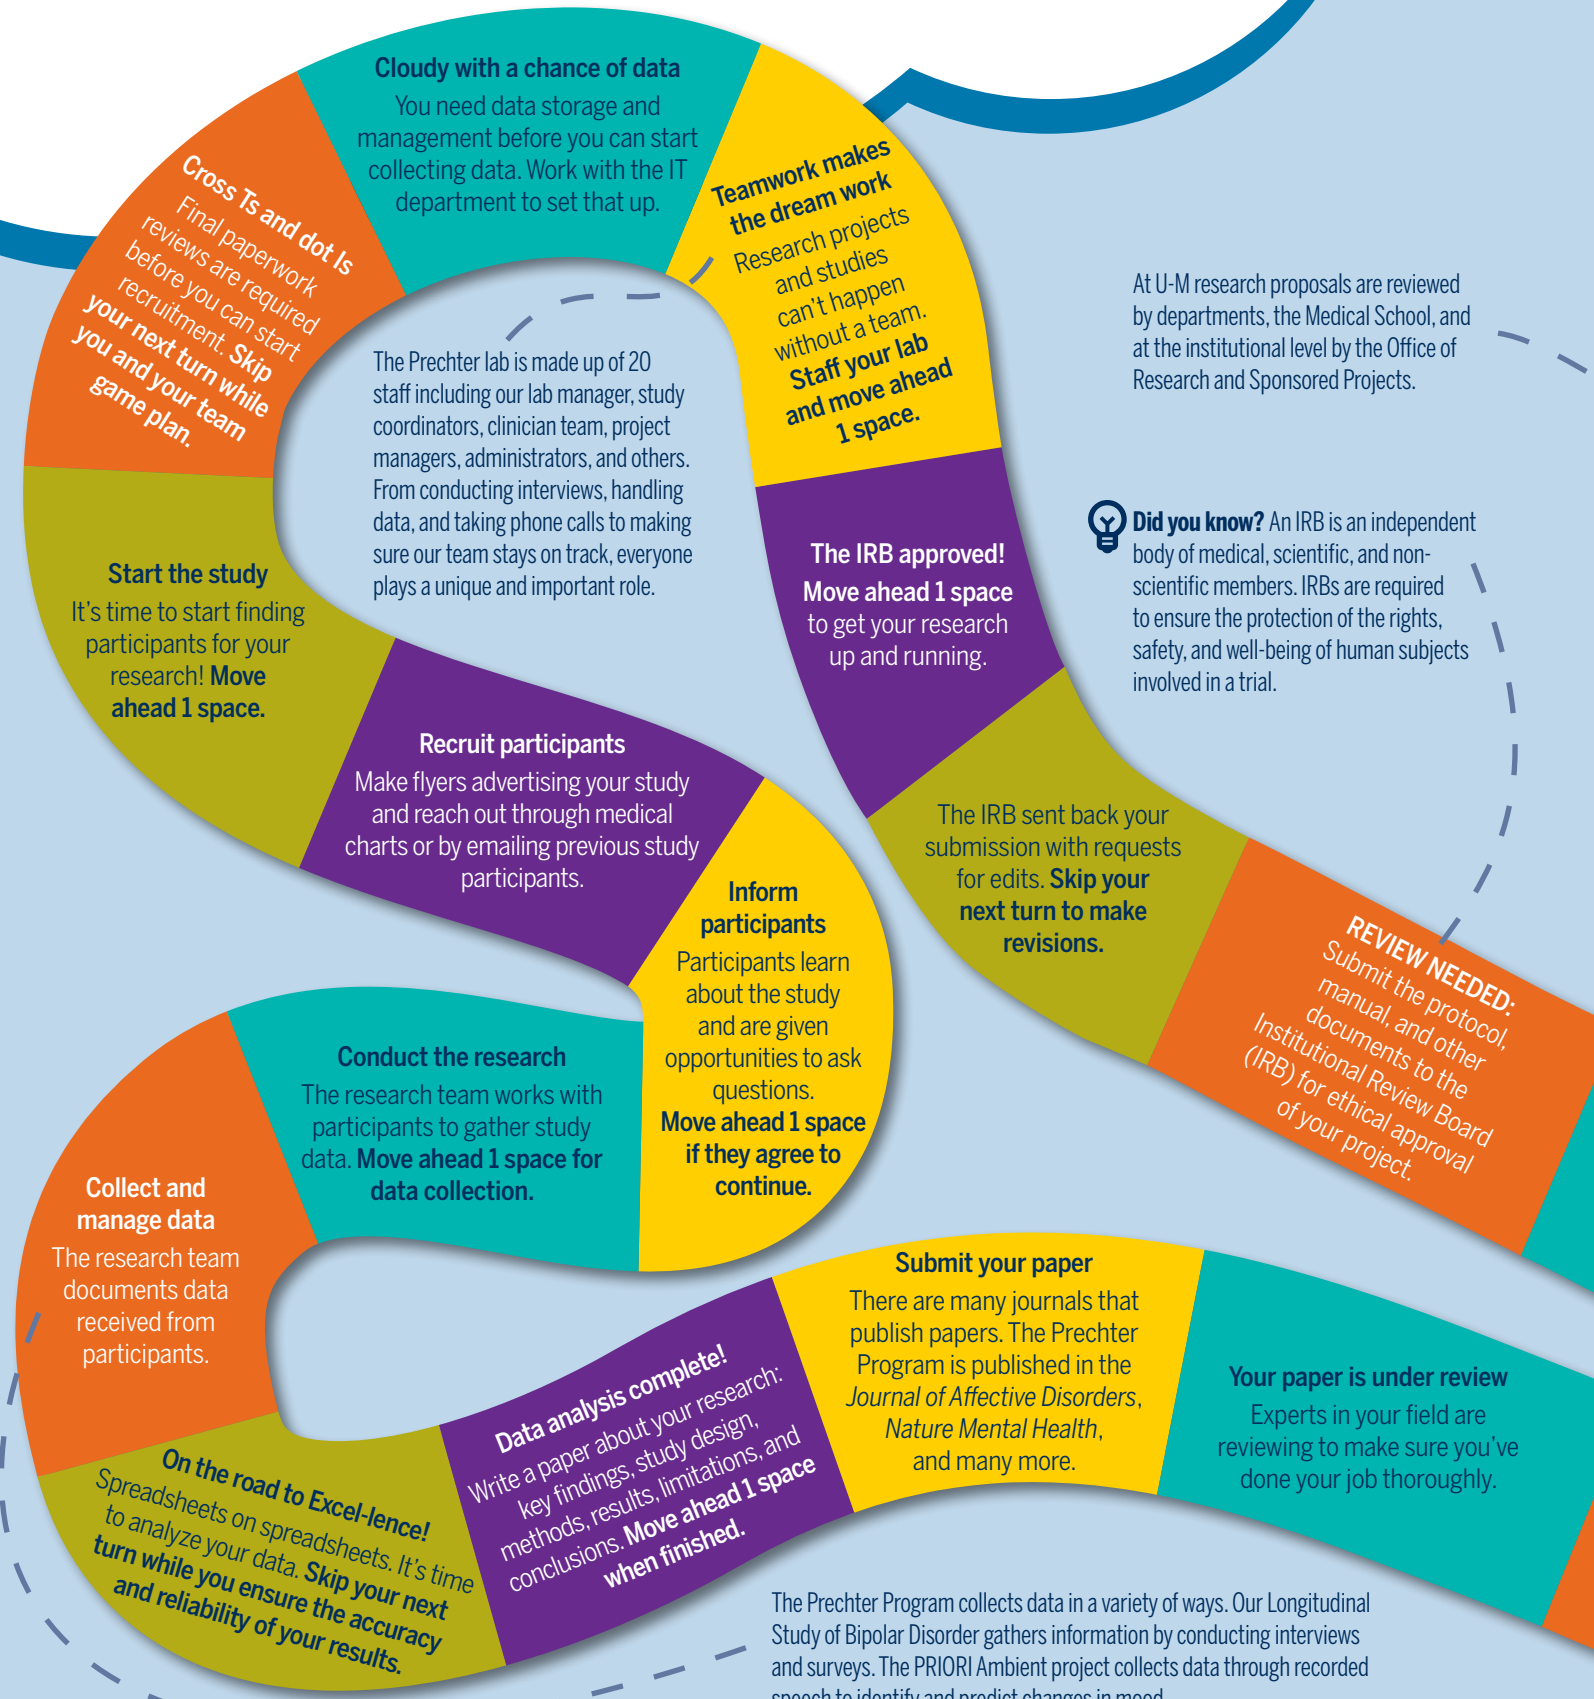 Cloudy with a chance of data
You need data storage and
management before you can start
collecting data. Work with the IT
department to set that up.
Teamwork makes
the dream work
Research projects
and studies
can't happen
without a team.
Staff your lab
and move ahead
1 space.
Cross Ts and dot Is
Final paperwork
reviews are required
before you can start
recruitment. Skip
your next turn while
you and your team
game plan.
At U-M research proposals are reviewed
by departments, the Medical School, and
at the institutional level by the Office of
Research and Sponsored Projects.
The Prechter lab is made up of 20
staff including our lab manager, study
coordinators, clinician team, project
managers, administrators, and others.
From conducting interviews, handling
data, and taking phone calls to making
sure our team stays on track, everyone
plays a unique and important role.
Did you know? An IRB is an independent
body of medical, scientific, and non-
scientific members. IRBs are required
to ensure the protection of the rights,
safety, and well-being of human subjects
involved in a trial.
The IRB approved!
Move ahead 1 space
to get your research
up and running.
Start the study
It's time to start finding
participants for your
research! Move
ahead 1 space.
Recruit participants
Make flyers advertising your study
and reach out through medical
charts or by emailing previous study
participants.
The IRB sent back your
submission with requests
for edits. Skip your
next turn to make
revisions.
Inform
participants
Participants learn
about the study
and are given
opportunities to ask
questions.
Move ahead 1 space
if they agree to
continue.
REVIEW NEEDED:
Submit the protocol,
manual, and other
documents to the
Institutional Review Board
(IRB) for ethical approval
of your project.
Conduct the research
The research team works with
participants to gather study
data. Move ahead 1 space for
data collection.
Collect and
manage data
The research team
documents data
received from
participants.
On the road to Excel-lence!
Spreadsheets on spreadsheets. It's time
to analyze your data. Skip your next
turn while you ensure the accuracy
and reliability of your results.
Data analysis complete!
Write a paper about your research:
key findings, study design,
methods, results, limitations, and
conclusions. Move ahead 1 space
when finished.
Submit your paper
There are many journals that
publish papers. The Prechter
Program is published in the
Journal of Affective Disorders,
Nature Mental Health,
and many more.
Your paper is under review
Experts in your field are
reviewing to make sure you've
done your job thoroughly.
The Prechter Program collects data in a variety of ways. Our Longitudinal
Study of Bipolar Disorder gathers information by conducting interviews
and surveys. The PRIORI Ambient project collects data through recorded
speech to identify and predict changes in mood.